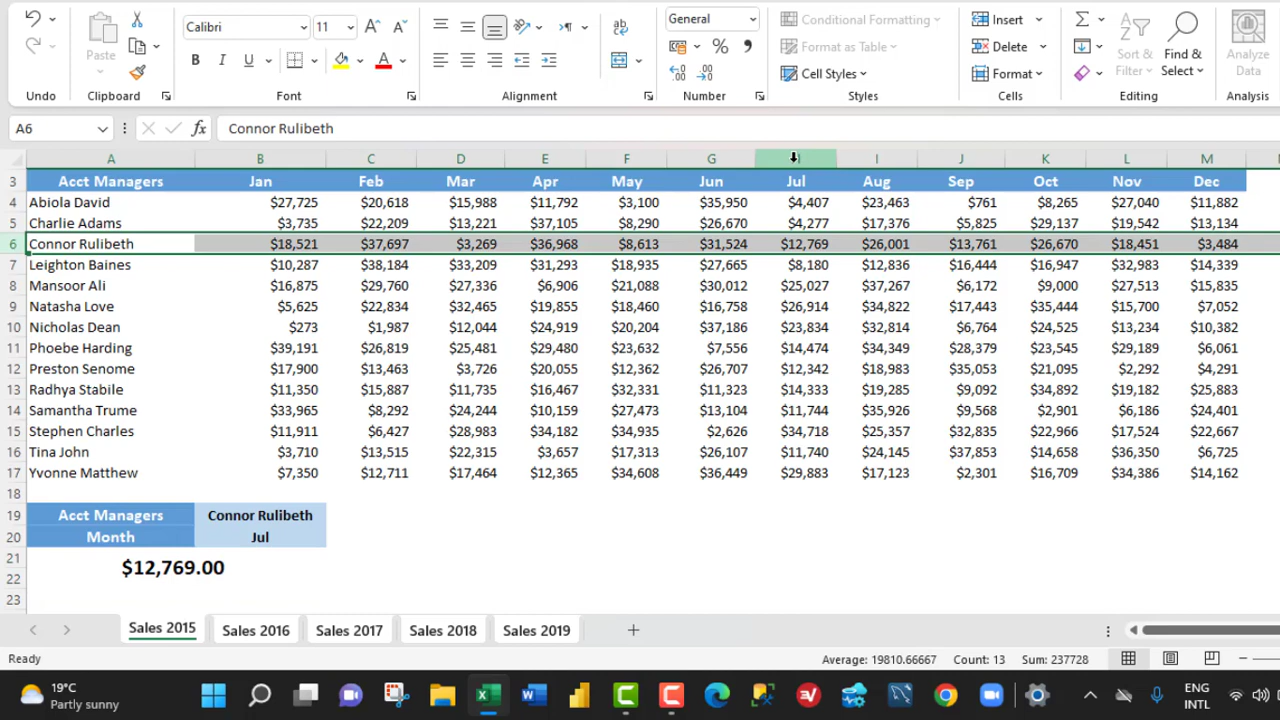 Calibri 11 General Conditional Formatting Insert
Paste B I U % Format as Table Delete Sort & Find & Analyze
Cell Styles Format Filter Select Data
Undo Clipboard Font Alignment Number Styles Cells Editing Analysis
A6 fx Connor Rulibeth
A B C D E F G I J K L M
3 Acct Managers Jan Feb Mar Apr May Jun Jul Aug Sep Oct Nov Dec
4 Abiola David $27,725 $20,618 $15,988 $11,792 $3,100 $35,950 $4,407 $23,463 $761 $8,265 $27,040 $11,882
5 Charlie Adams $3,735 $22,209 $13,221 $37,105 $8,290 $26,670 $4,277 $17,376 $5,825 $29,137 $19,542 $13,134
6 Connor Rulibeth $18,521 $37,697 $3,269 $36,968 $8,613 $31,524 $12,769 $26,001 $13,761 $26,670 $18,451 $3,484
7 Leighton Baines $10,287 $38,184 $33,209 $31,293 $18,935 $27,665 $8,180 $12,836 $16,444 $16,947 $32,983 $14,339
8 Mansoor Ali $16,875 $29,760 $27,336 $6,906 $21,088 $30,012 $25,027 $37,267 $6,172 $9,000 $27,513 $15,835
9 Natasha Love $5,625 $22,834 $32,465 $19,855 $18,460 $16,758 $26,914 $34,822 $17,443 $35,444 $15,700 $7,052
10 Nicholas Dean $273 $1,987 $12,044 $24,919 $20,204 $37,186 $23,834 $32,814 $6,764 $24,525 $13,234 $10,382
11 Phoebe Harding $39,191 $26,819 $25,481 $29,480 $23,632 $7,556 $14,474 $34,349 $28,379 $23,545 $29,189 $6,061
12 Preston Senome $17,900 $13,463 $3,726 $20,055 $12,362 $26,707 $12,342 $18,983 $35,053 $21,095 $2,292 $4,291
13 Radhya Stabile $11,350 $15,887 $11,735 $16,467 $32,331 $11,323 $14,333 $19,285 $9,092 $34,892 $19,182 $25,883
14 Samantha Trume $33,965 $8,292 $24,244 $10,159 $27,473 $13,104 $11,744 $35,926 $9,568 $2,901 $6,186 $24,401
15 Stephen Charles $11,911 $6,427 $28,983 $34,182 $34,935 $2,626 $34,718 $25,357 $32,835 $22,966 $17,524 $22,667
16 Tina John $3,710 $13,515 $22,315 $3,657 $17,313 $26,107 $11,740 $24,145 $37,853 $14,658 $36,350 $6,725
17 Yvonne Matthew $7,350 $12,711 $17,464 $12,365 $34,608 $36,449 $29,883 $17,123 $2,301 $16,709 $34,386 $14,162
18
19 Acct Managers Connor Rulibeth
20 Month Jul
21
$12,769.00
22
23
Sales 2015 Sales 2016 Sales 2017 Sales 2018 Sales 2019
Ready Average: 19810.66667 Count: 13 Sum: 237728
19°C ENG
Partly sunny INTL